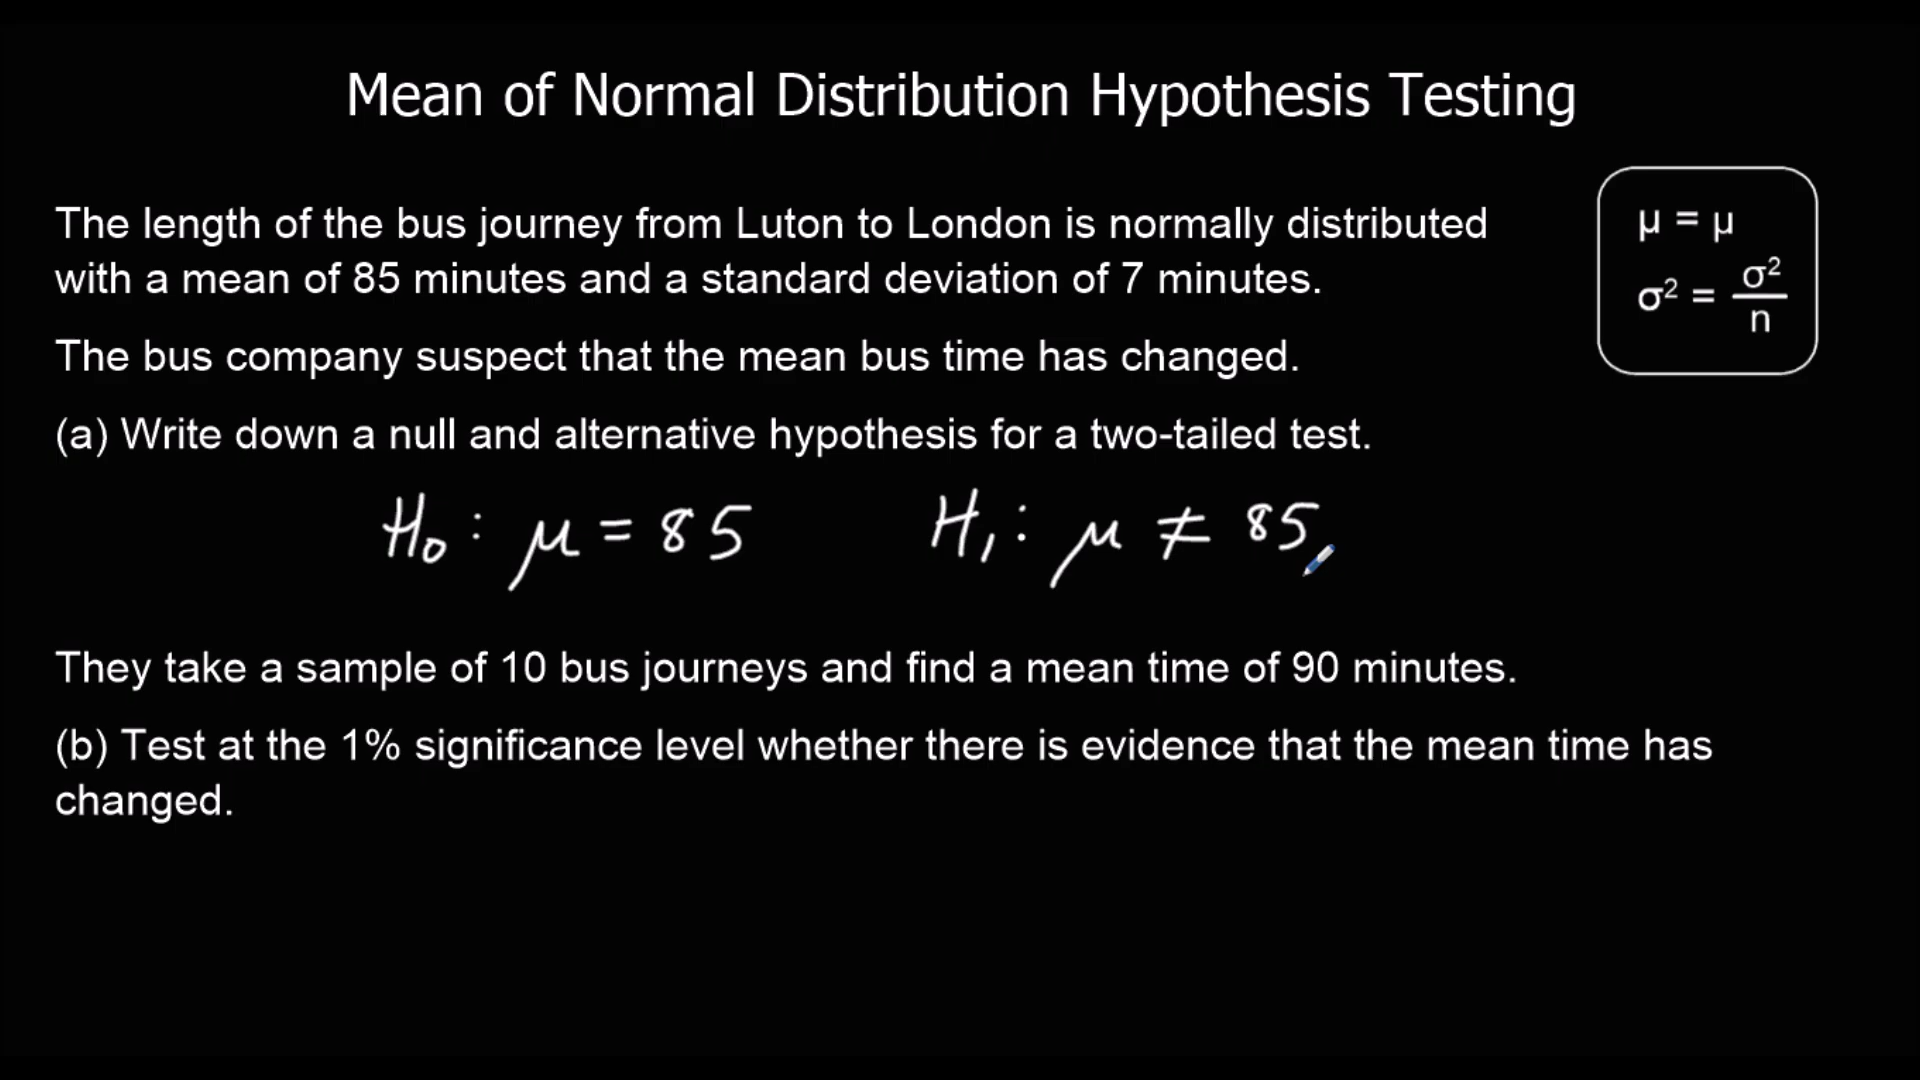 Mean of Normal Distribution Hypothesis Testing
The length of the bus journey from Luton to London is normally distributed
with a mean of 85 minutes and a standard deviation of 7 minutes.
μ = μ
σ² = σ²/n
The bus company suspect that the mean bus time has changed.
(a) Write down a null and alternative hypothesis for a two-tailed test.
H₀ : μ = 85 H₁ : μ ≠ 85
They take a sample of 10 bus journeys and find a mean time of 90 minutes.
(b) Test at the 1% significance level whether there is evidence that the mean time has
changed.